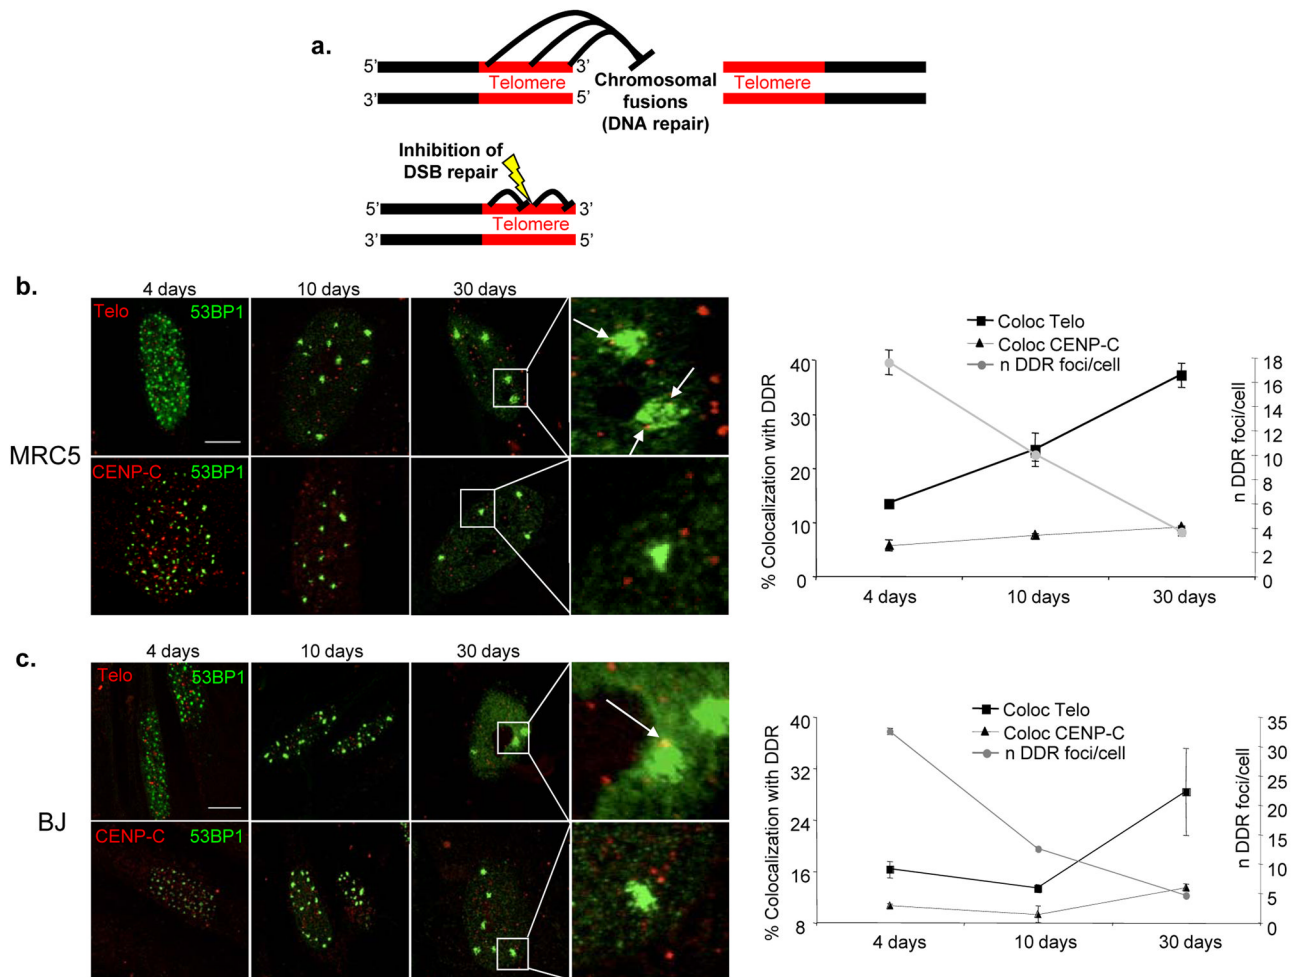 a.
5'
3'
Telomere
Chromosomal
fusions
(DNA repair)
Telomere
3'
5'
Inhibition of
DSB repair
5'
3'
Telomere
3'
5'
b.
4 days
10 days
30 days
Telo
53BP1
MRC5
CENP-C
53BP1
Coloc Telo
Coloc CENP-C
n DDR foci/cell
% Colocalization with DDR
40
30
20
10
0
18
16
14
12
10
8
6
4
2
0
n DDR foci/cell
4 days
10 days
30 days
c.
4 days
10 days
30 days
Telo
53BP1
BJ
CENP-C
53BP1
Coloc Telo
Coloc CENP-C
n DDR foci/cell
% Colocalization with DDR
40
32
24
16
8
35
30
25
20
15
10
5
0
n DDR foci/cell
4 days
10 days
30 days